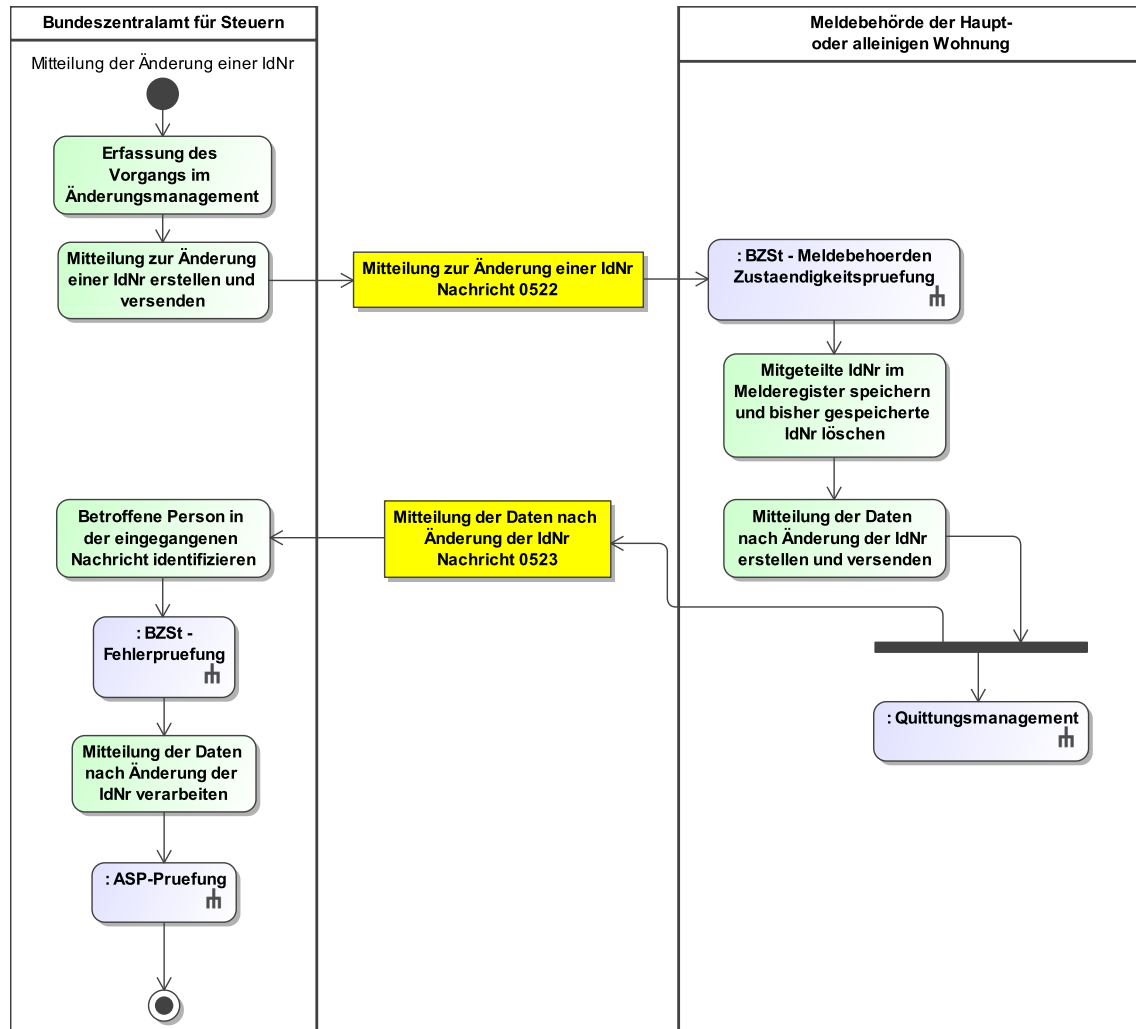 Bundeszentralamt für Steuern
Meldebehörde der Haupt-
oder alleinigen Wohnung
Mitteilung der Änderung einer IdNr
Erfassung des
Vorgangs im
Änderungsmanagement
Mitteilung zur Änderung
einer IdNr erstellen und
versenden
Mitteilung zur Änderung einer IdNr
Nachricht 0522
: BZSt - Meldebehoerden
Zustaendigkeitspruefung
Mitgeteilte IdNr im
Melderegister speichern
und bisher gespeicherte
IdNr löschen
Mitteilung der Daten
nach Änderung der IdNr
erstellen und versenden
Mitteilung der Daten nach
Änderung der IdNr
Nachricht 0523
Betroffene Person in
der eingegangenen
Nachricht identifizieren
: BZSt -
Fehlerpruefung
: Quittungsmanagement
Mitteilung der Daten
nach Änderung der
IdNr verarbeiten
: ASP-Pruefung